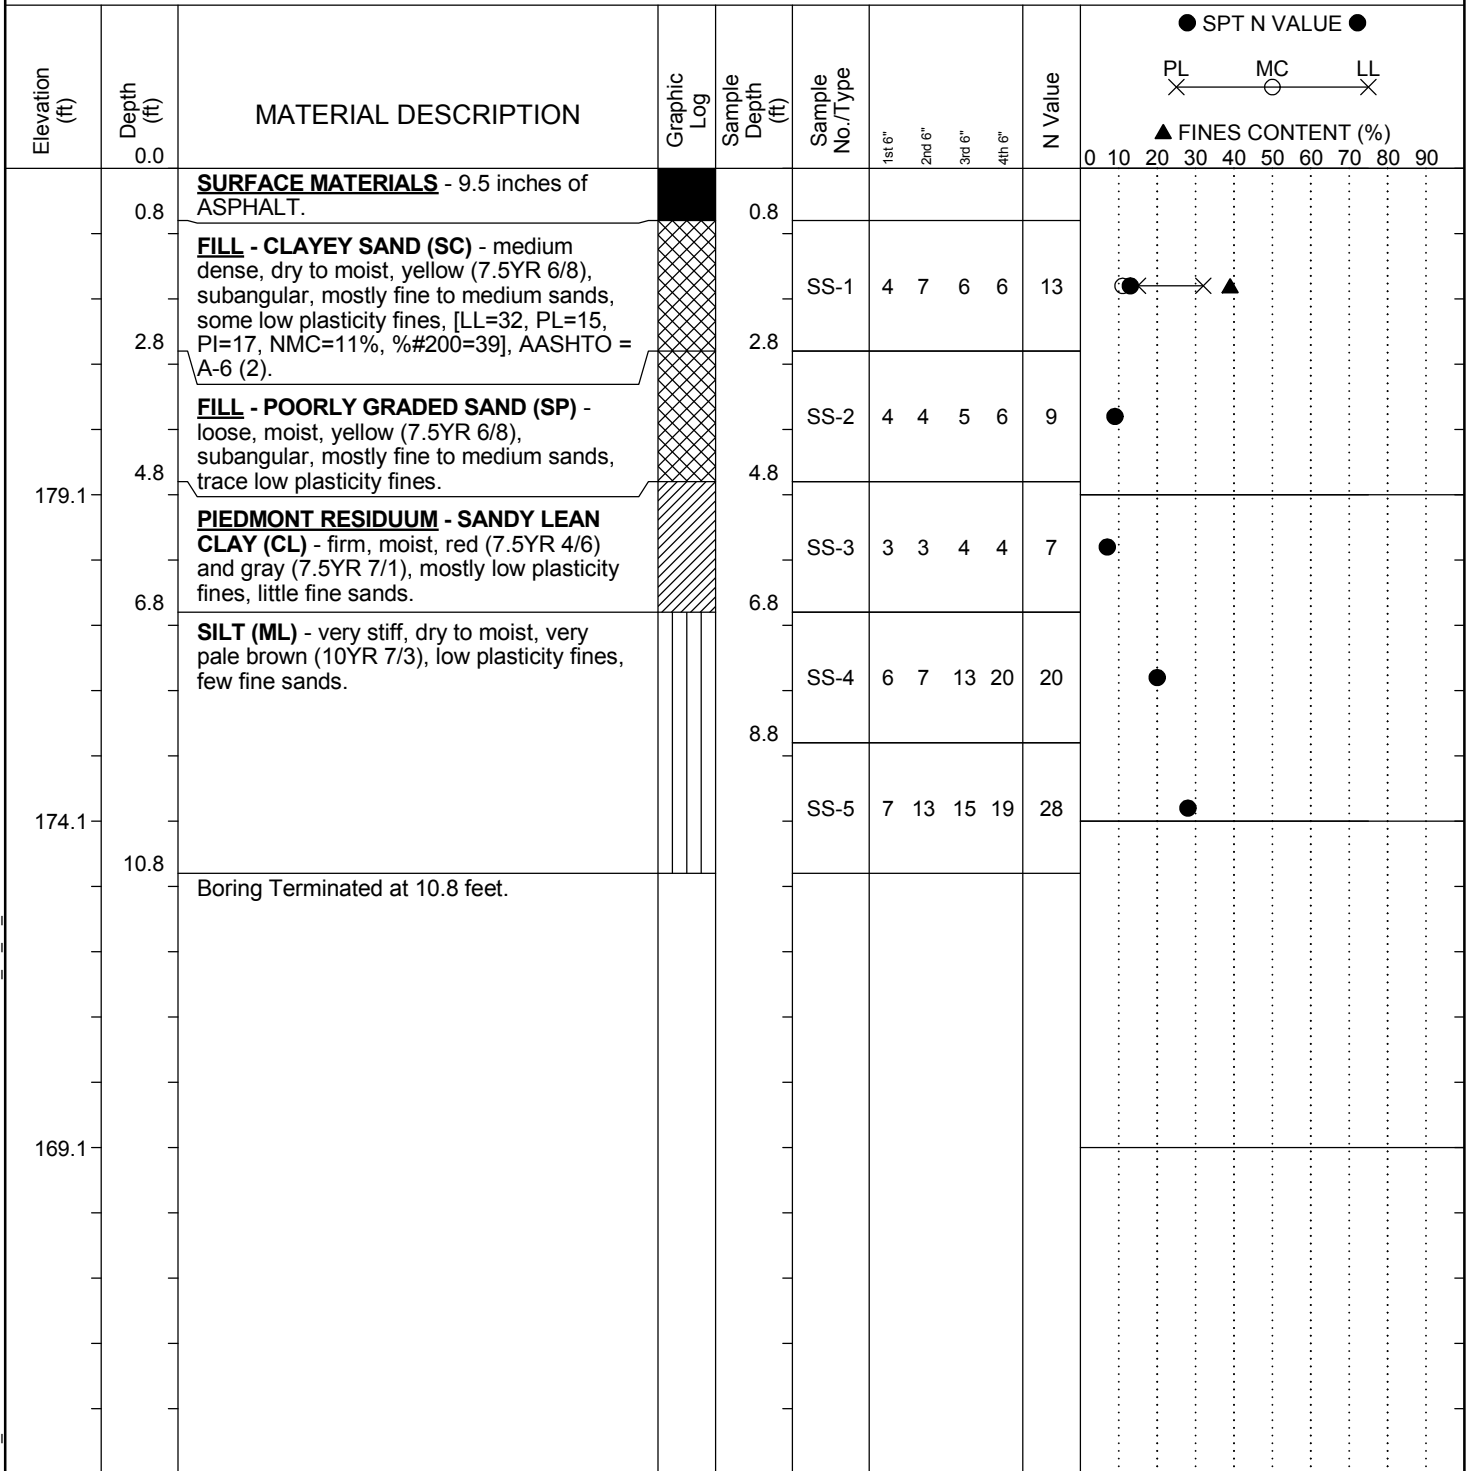 ● SPT N VALUE ●
PL MC LL
▲ FINES CONTENT (%)
0 10 20 30 40 50 60 70 80 90
Elevation
(ft)
Depth
(ft)
0.0
MATERIAL DESCRIPTION
Graphic
Log
Sample
Depth
(ft)
Sample
No./Type
1st 6"
2nd 6"
3rd 6"
4th 6"
N Value
SURFACE MATERIALS - 9.5 inches of
ASPHALT.
0.8 0.8
FILL - CLAYEY SAND (SC) - medium
dense, dry to moist, yellow (7.5YR 6/8),
subangular, mostly fine to medium sands,
some low plasticity fines, [LL=32, PL=15,
PI=17, NMC=11%, %#200=39], AASHTO =
A-6 (2).
SS-1 4 7 6 6 13
2.8 2.8
FILL - POORLY GRADED SAND (SP) -
loose, moist, yellow (7.5YR 6/8),
subangular, mostly fine to medium sands,
trace low plasticity fines.
SS-2 4 4 5 6 9
4.8 4.8
179.1
PIEDMONT RESIDUUM - SANDY LEAN
CLAY (CL) - firm, moist, red (7.5YR 4/6)
and gray (7.5YR 7/1), mostly low plasticity
fines, little fine sands.
SS-3 3 3 4 4 7
6.8 6.8
SILT (ML) - very stiff, dry to moist, very
pale brown (10YR 7/3), low plasticity fines,
few fine sands.
SS-4 6 7 13 20 20
8.8
SS-5 7 13 15 19 28
174.1
10.8
Boring Terminated at 10.8 feet.
169.1